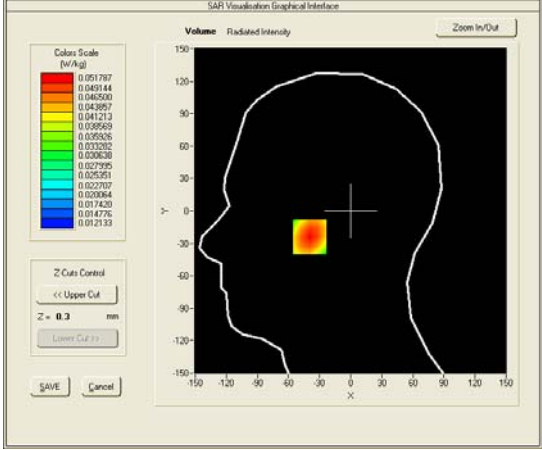 SAR Visualisation Graphical Interface
Volume Radiated Intensity
Zoom In/Out
Colors Scale
(W/kg)
0.051787
0.049144
0.046500
0.043857
0.041213
0.038569
0.035926
0.033282
0.030638
0.027995
0.025351
0.022707
0.020064
0.017420
0.014776
0.012133
Z Cuts Control
<< Upper Cut
Z = 0.3 mm
Lower Cut >>
SAVE Cancel
150
120
90
60
30
Y 0
-30
-60
-90
-120
-150
-150 -120 -90 -60 -30 0 30 60 90 120 150
X